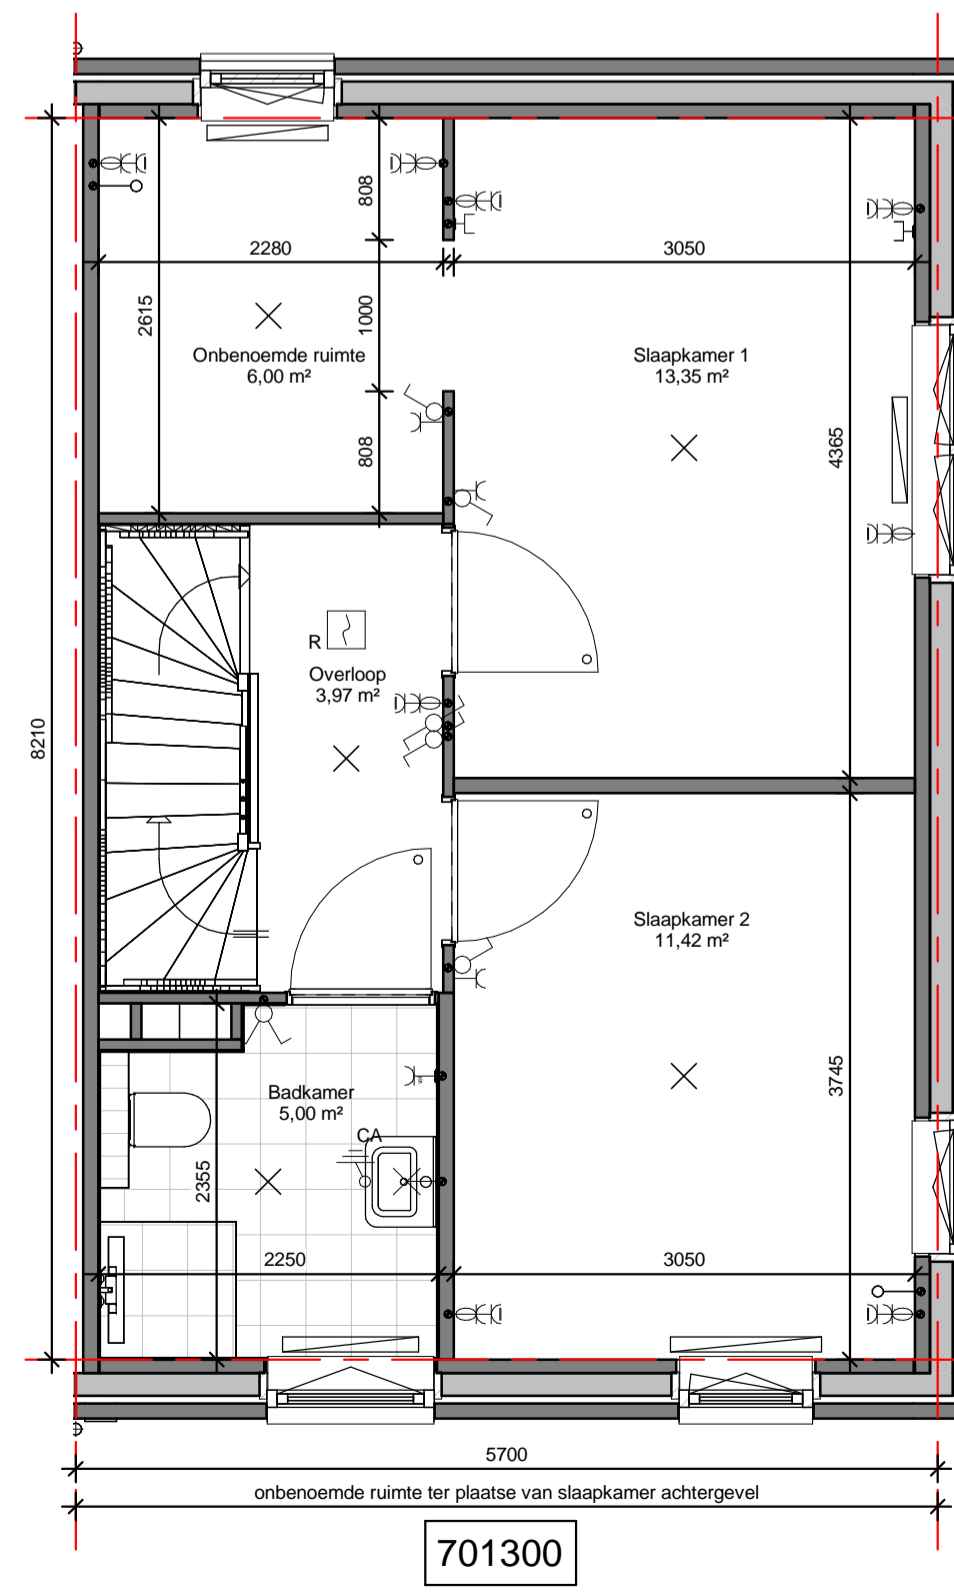 808
2280
3050
2615
1000
Onbenoemde ruimte
6,00 m²
Slaapkamer 1
13,35 m²
808
4365
R
Overloop
3,97 m²
8210
Slaapkamer 2
11,42 m²
Badkamer
5,00 m²
CA
3745
2355
2250
3050
5700
onbenoemde ruimte ter plaatse van slaapkamer achtergevel
701300